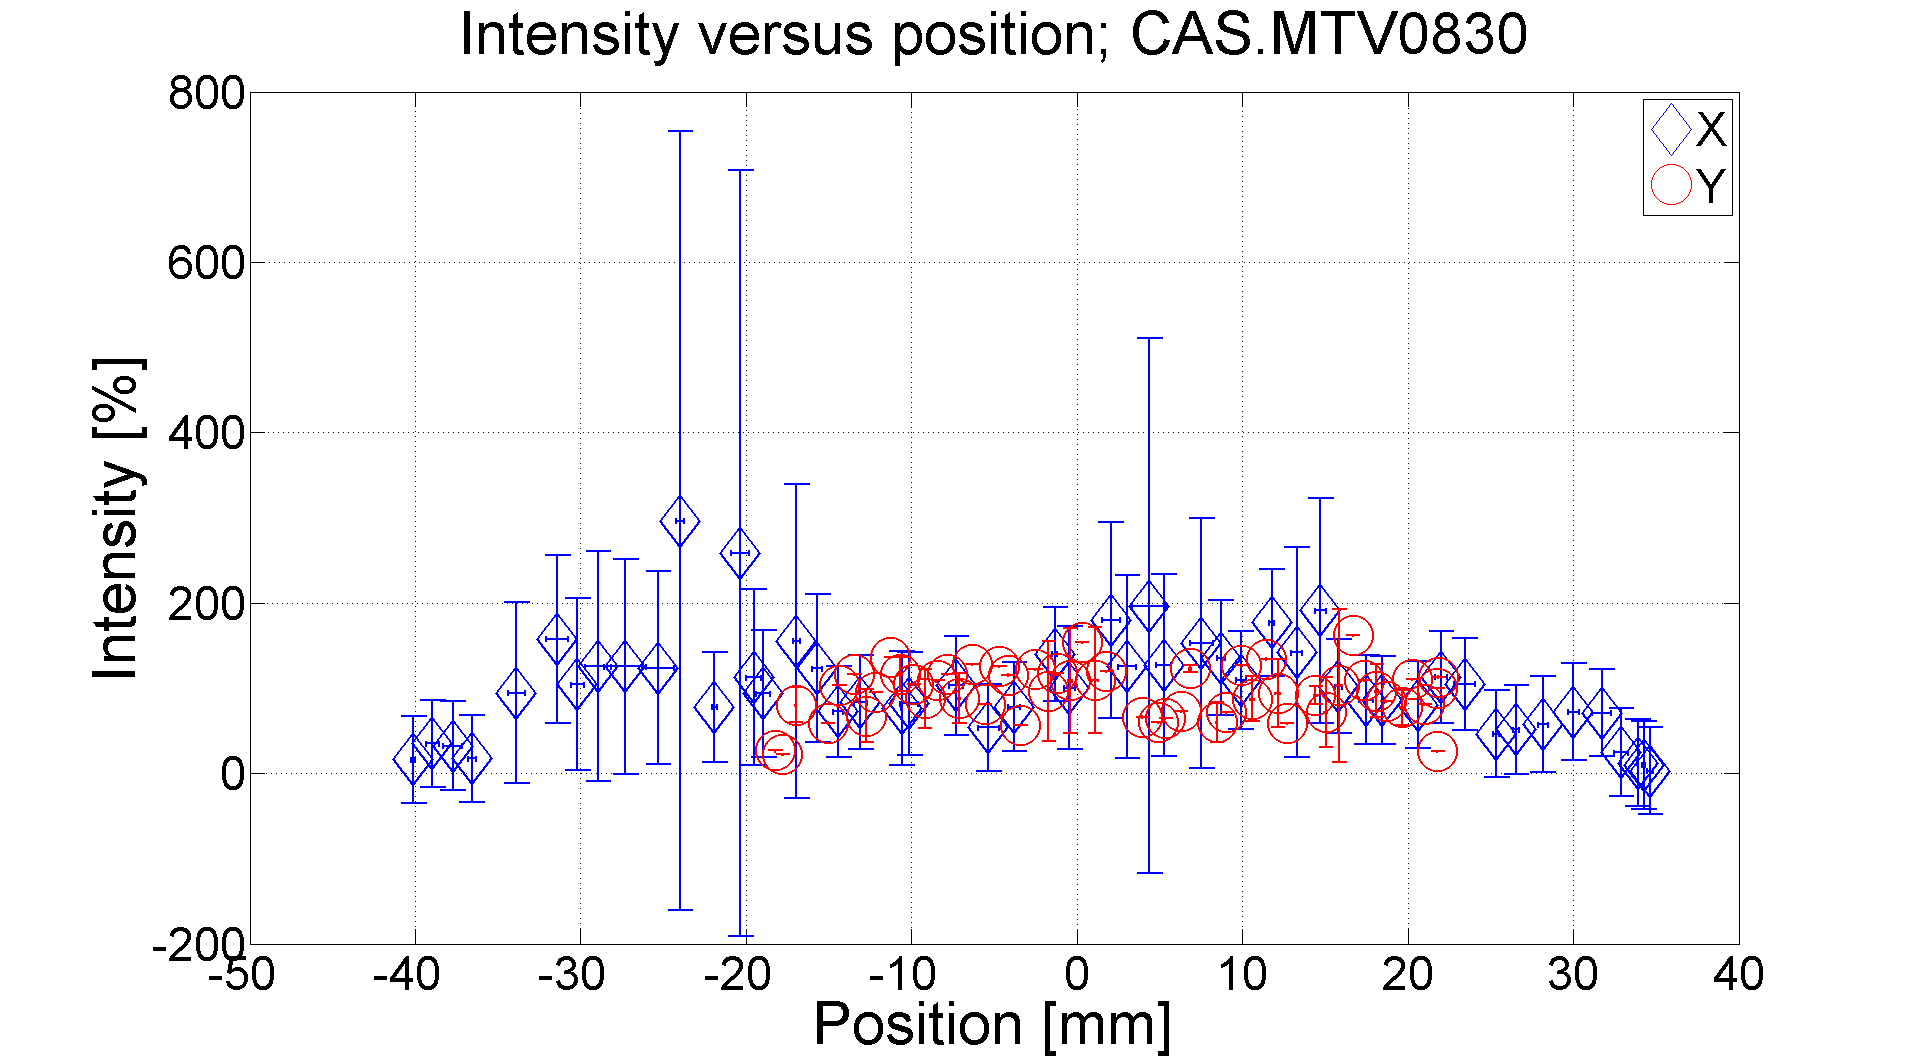 Intensity versus position; CAS.MTV0830
X
Y
Intensity [%]
800
600
400
200
0
-200
-50 -40 -30 -20 -10 0 10 20 30 40
Position [mm]